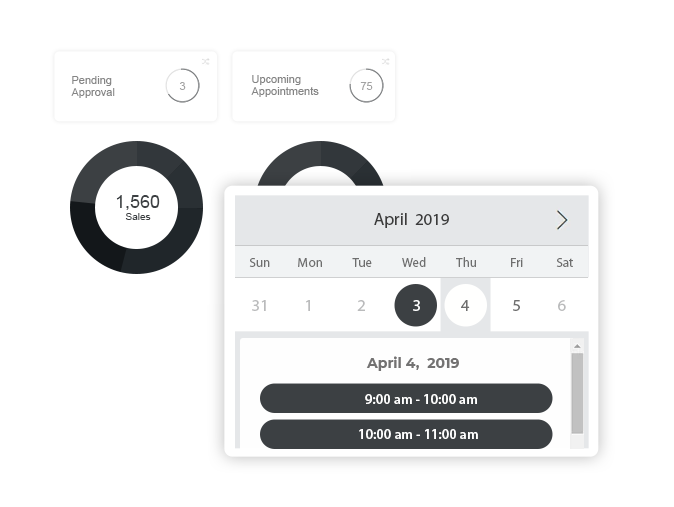 Pending
Approval
3
Upcoming
Appointments
75
1,560
Sales
April 2019
Sun Mon Tue Wed Thu Fri Sat
31 1 2 3 4 5 6
April 4, 2019
9:00 am - 10:00 am
10:00 am - 11:00 am